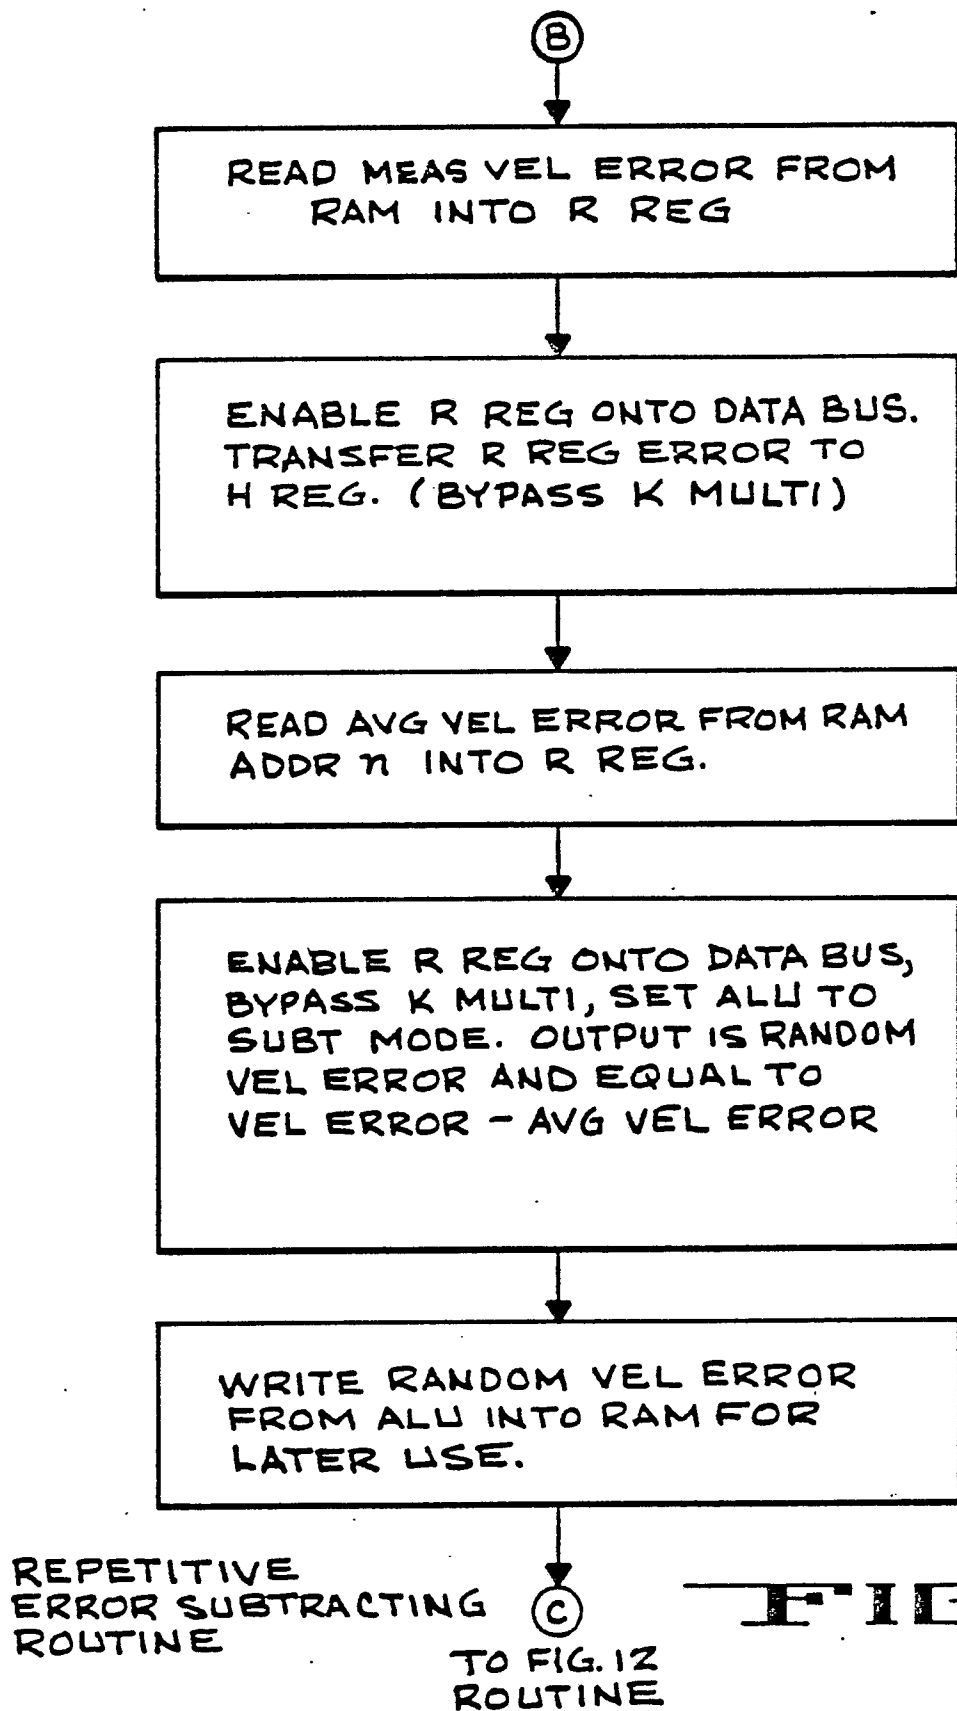 B
READ MEAS VEL ERROR FROM
RAM INTO R REG
ENABLE R REG ONTO DATA BUS.
TRANSFER R REG ERROR TO
H REG. (BYPASS K MULTI)
READ AVG VEL ERROR FROM RAM
ADDR n INTO R REG.
ENABLE R REG ONTO DATA BUS,
BYPASS K MULTI, SET ALU TO
SUBT MODE. OUTPUT IS RANDOM
VEL ERROR AND EQUAL TO
VEL ERROR - AVG VEL ERROR
WRITE RANDOM VEL ERROR
FROM ALU INTO RAM FOR
LATER USE.
REPETITIVE
ERROR SUBTRACTING
ROUTINE
C
TO FIG. 12
ROUTINE